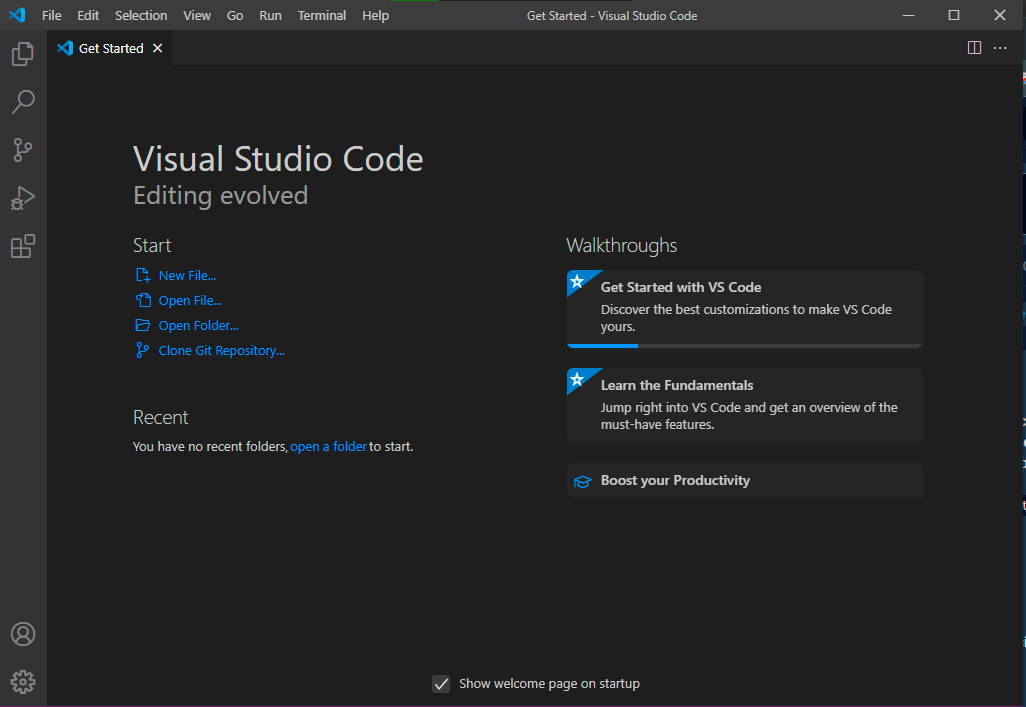 File Edit Selection View Go Run Terminal Help Get Started - Visual Studio Code
Get Started
Visual Studio Code
Editing evolved
Start
New File...
Open File...
Open Folder...
Clone Git Repository...
Recent
You have no recent folders, open a folder to start.
Walkthroughs
Get Started with VS Code
Discover the best customizations to make VS Code
yours.
Learn the Fundamentals
Jump right into VS Code and get an overview of the
must-have features.
Boost your Productivity
Show welcome page on startup